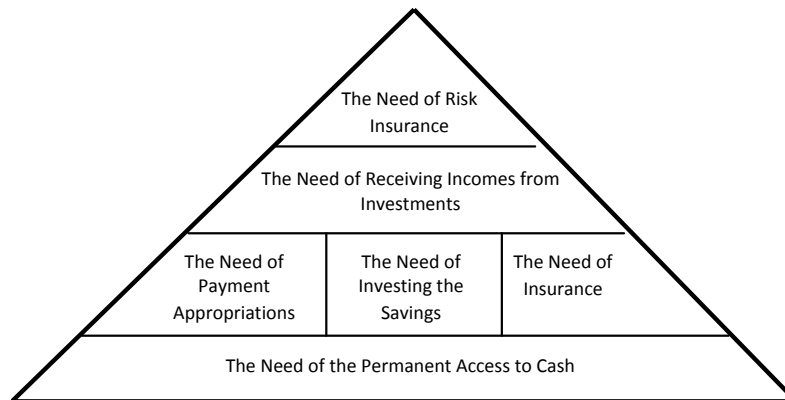 The Need of Risk
Insurance
The Need of Receiving Incomes from
Investments
The Need of
Payment
Appropriations
The Need of
Investing the
Savings
The Need of
Insurance
The Need of the Permanent Access to Cash